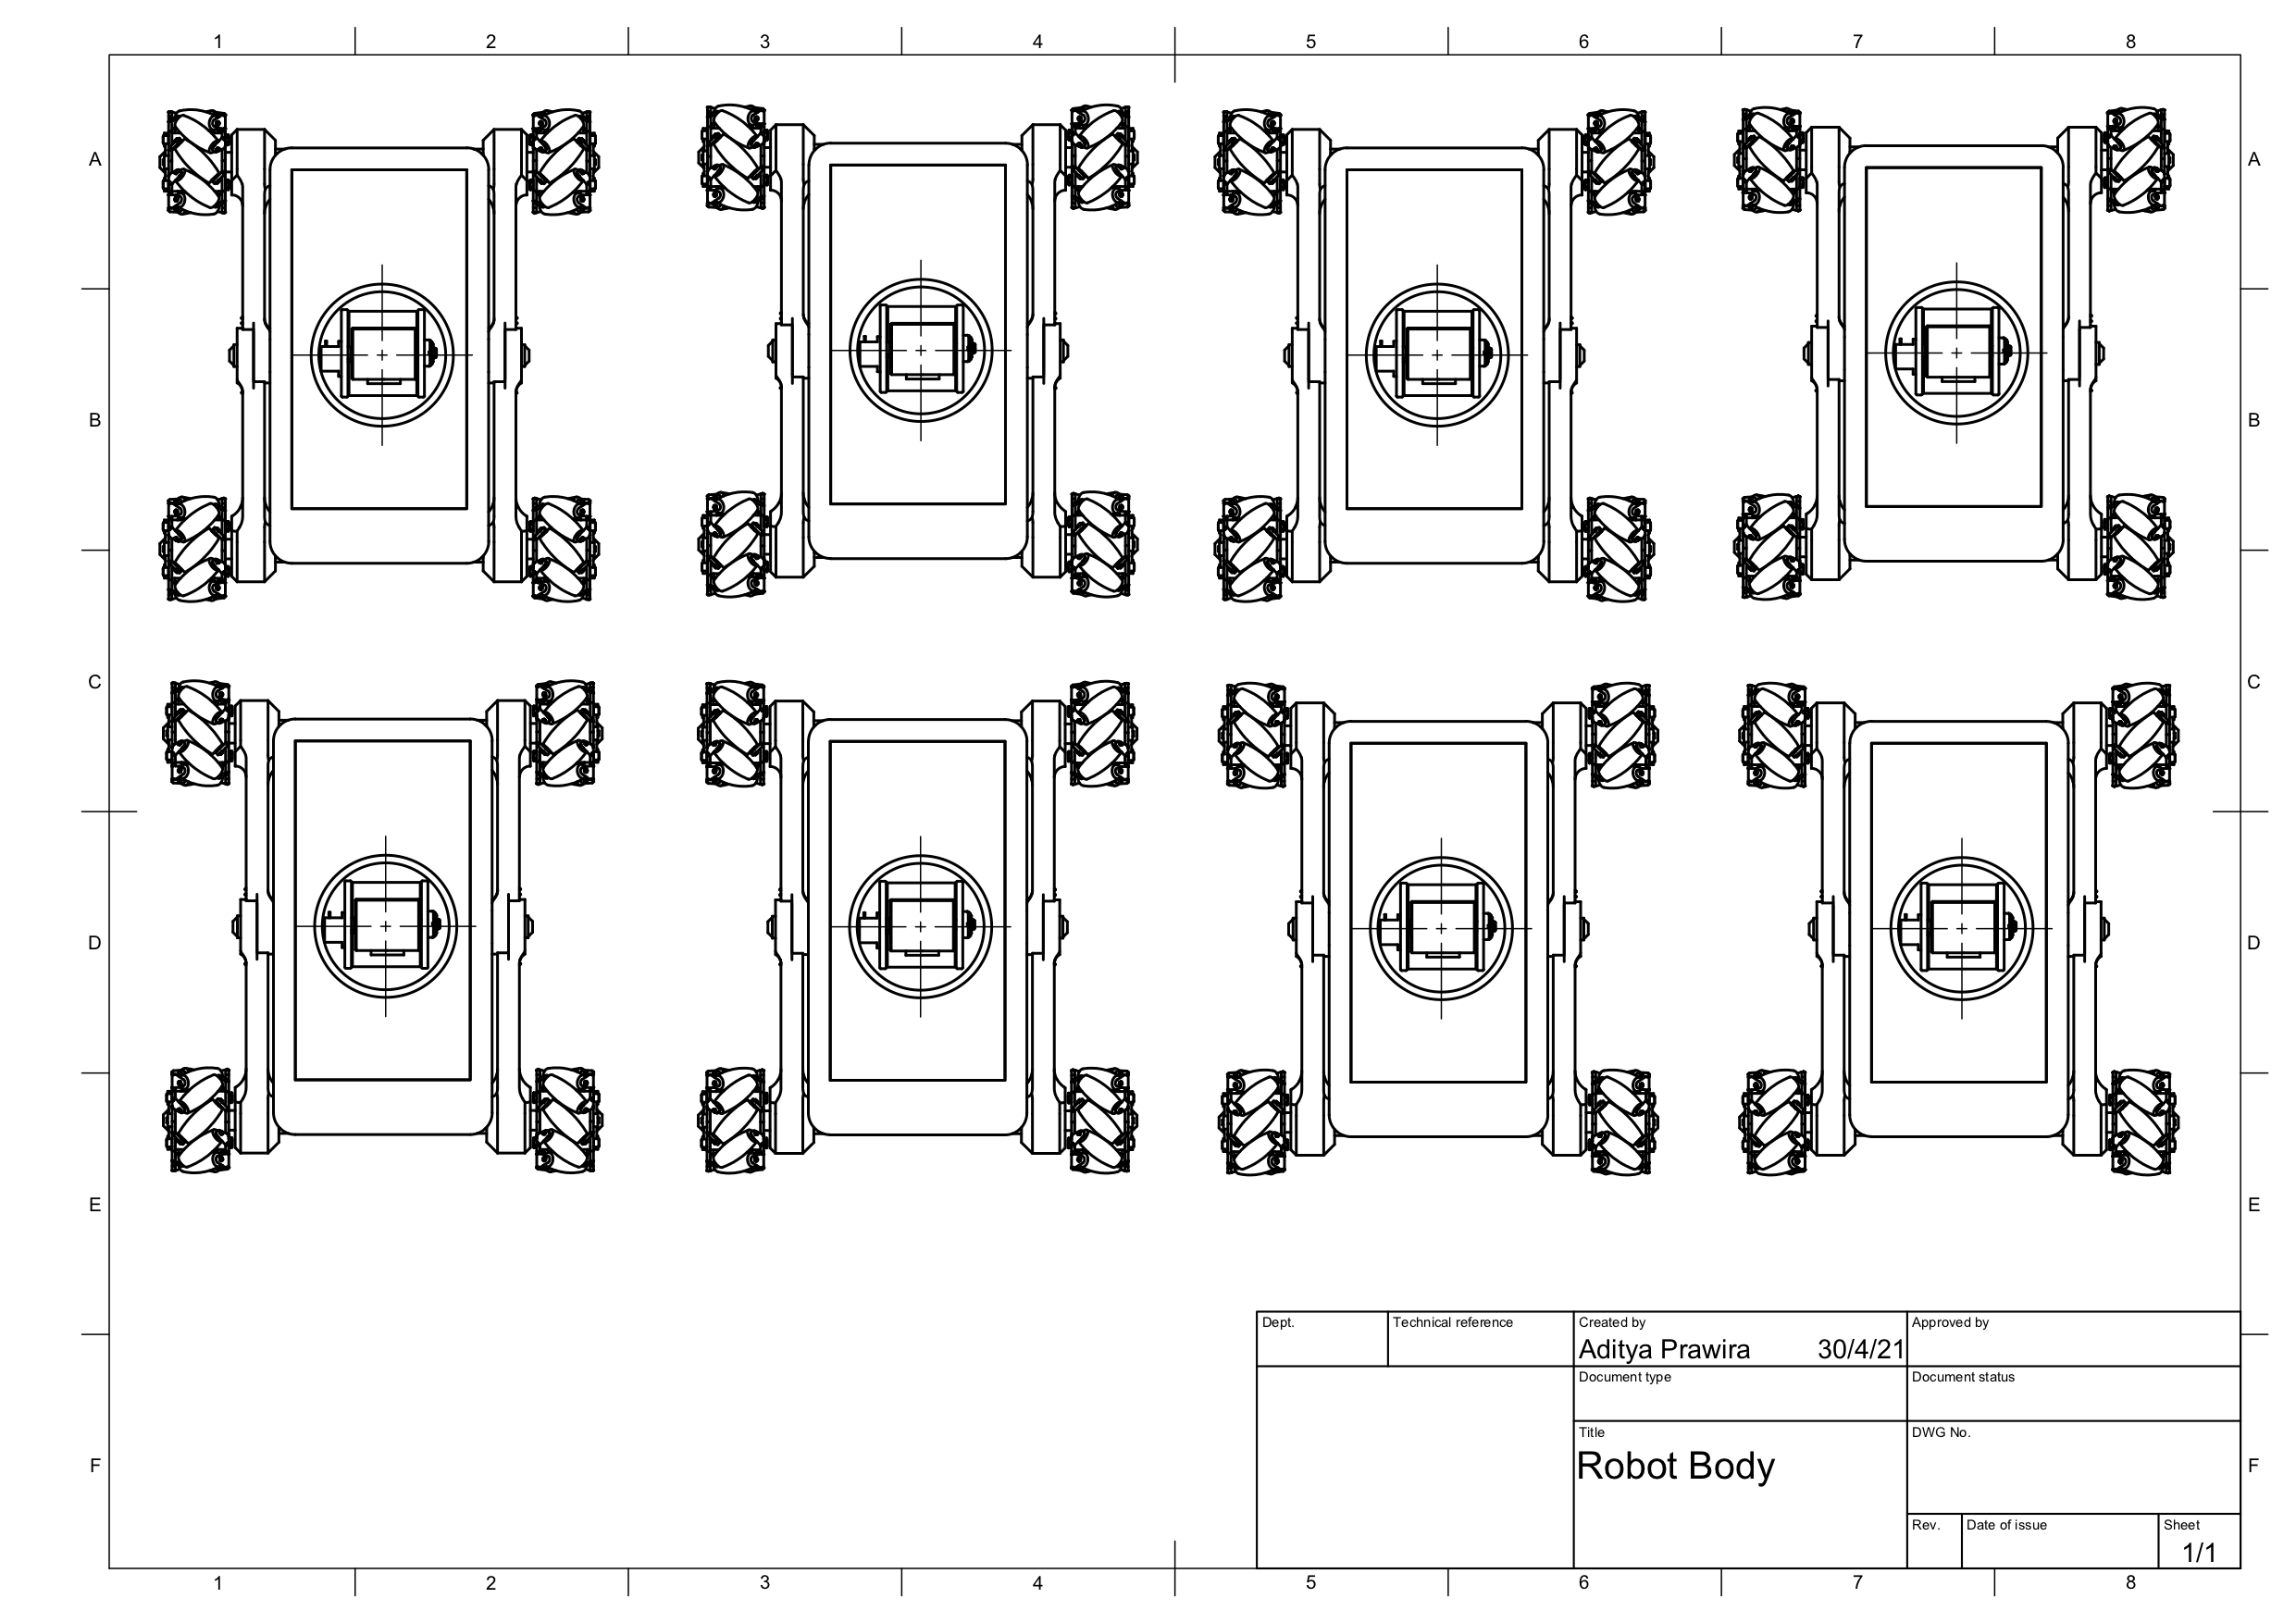 1 2 3 4 5 6 7 8
A A
B B
C C
D D
E E
Dept. Technical reference Created by Approved by
Aditya Prawira 30/4/21
Document type Document status
Title DWG No.
F Robot Body F
Rev. Date of issue Sheet
1/1
1 2 3 4 5 6 7 8